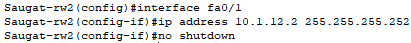 Saugat-rw2(config)#interface fa0/1
Saugat-rw2(config-if)#ip address 10.1.12.2 255.255.255.252
Saugat-rw2(config-if)#no shutdown